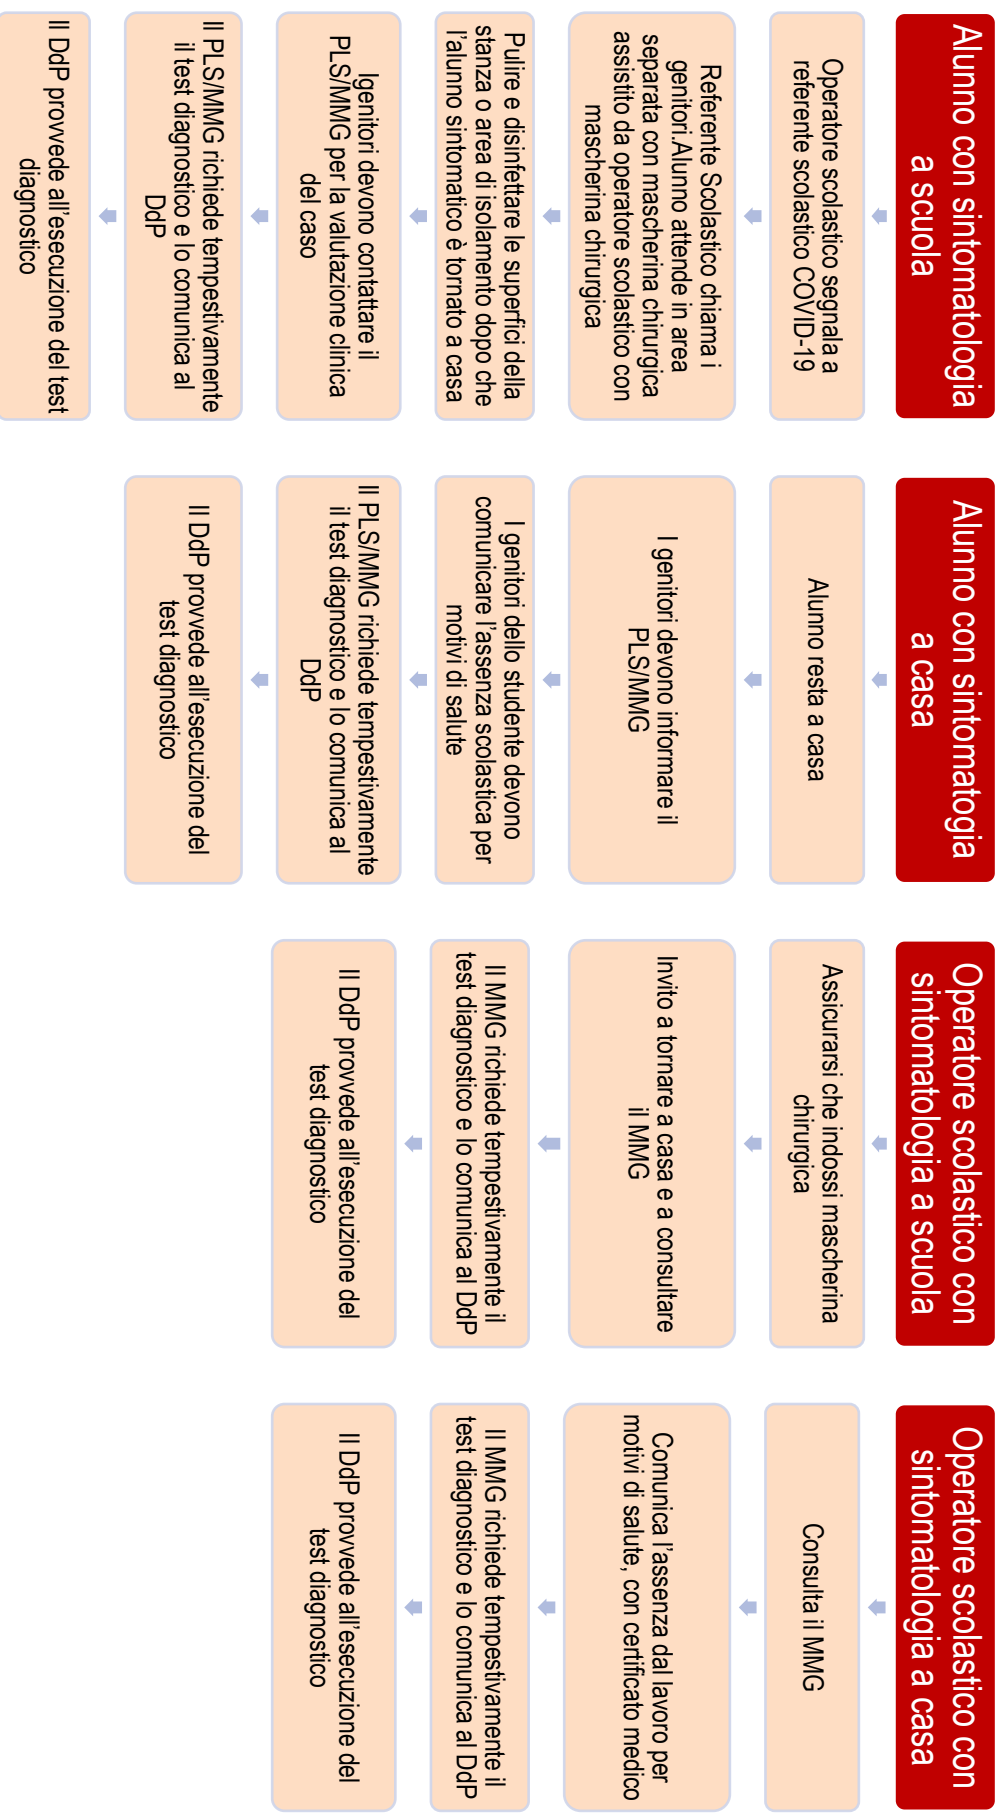 Alunno con sintomatologia
a scuola
Operatore scolastico segnala a
referente scolastico COVID-19
Referente Scolastico chiama i
genitori.Alunno attende in area
separata con mascherina chirurgica
assistito da operatore scolastico con
mascherina chirurgica
Pulire e disinfettare le superfici della
stanza o area di isolamento dopo che
l'alunno sintomatico è tornato a casa
Igenitori devono contattare il
PLS/MMG per la valutazione clinica
del caso
Il PLS/MMG richiede tempestivamente
il test diagnostico e lo comunica al
DdP
Il DdP provvede all'esecuzione del test
diagnostico
Alunno con sintomatogia
a casa
Alunno resta a casa
I genitori devono informare il
PLS/MMG
I genitori dello studente devono
comunicare l'assenza scolastica per
motivi di salute
Il PLS/MMG richiede tempestivamente
il test diagnostico e lo comunica al
DdP
Il DdP provvede all'esecuzione del
test diagnostico
Operatore scolastico con
sintomatologia a scuola
Assicurarsi che indossi mascherina
chirurgica
Invito a tornare a casa e a consultare
il MMG
Il MMG richiede tempestivamente il
test diagnostico e lo comunica al DdP
Il DdP provvede all'esecuzione del
test diagnostico
Operatore scolastico con
sintomatologia a casa
Consulta il MMG
Comunica l'assenza dal lavoro per
motivi di salute, con certificato medico
Il MMG richiede tempestivamente il
test diagnostico e lo comunica al DdP
Il DdP provvede all'esecuzione del
test diagnostico